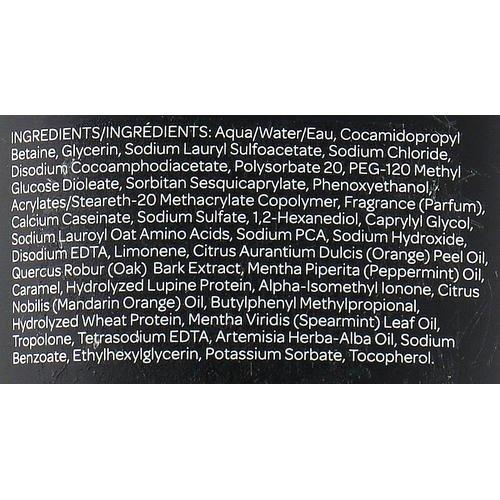 INGREDIENTS/INGRÉDIENTS: Aqua/Water/Eau, Cocamidopropyl
Betaine, Glycerin, Sodium Lauryl Sulfoacetate, Sodium Chloride,
Disodium Cocoamphodiacetate, Polysorbate 20, PEG-120 Methyl
Glucose Dioleate, Sorbitan Sesquicaprylate, Phenoxyethanol,
Acrylates/Steareth-20 Methacrylate Copolymer, Fragrance (Parfum),
Calcium Caseinate, Sodium Sulfate, 1,2-Hexanediol, Caprylyl Glycol,
Sodium Lauroyl Oat Amino Acids, Sodium PCA, Sodium Hydroxide,
Disodium EDTA, Limonene, Citrus Aurantium Dulcis (Orange) Peel Oil,
Quercus Robur (Oak) Bark Extract, Mentha Piperita (Peppermint) Oil,
Caramel, Hydrolyzed Lupine Protein, Alpha-Isomethyl Ionone, Citrus
Nobilis (Mandarin Orange) Oil, Butylphenyl Methylpropional,
Hydrolyzed Wheat Protein, Mentha Viridis (Spearmint) Leaf Oil,
Tropolone, Tetrasodium EDTA, Artemisia Herba-Alba Oil, Sodium
Benzoate, Ethylhexylglycerin, Potassium Sorbate, Tocopherol.